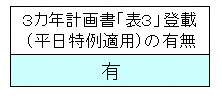 ３カ年計画書「表３」登載
（平日特例適用）の有無
有